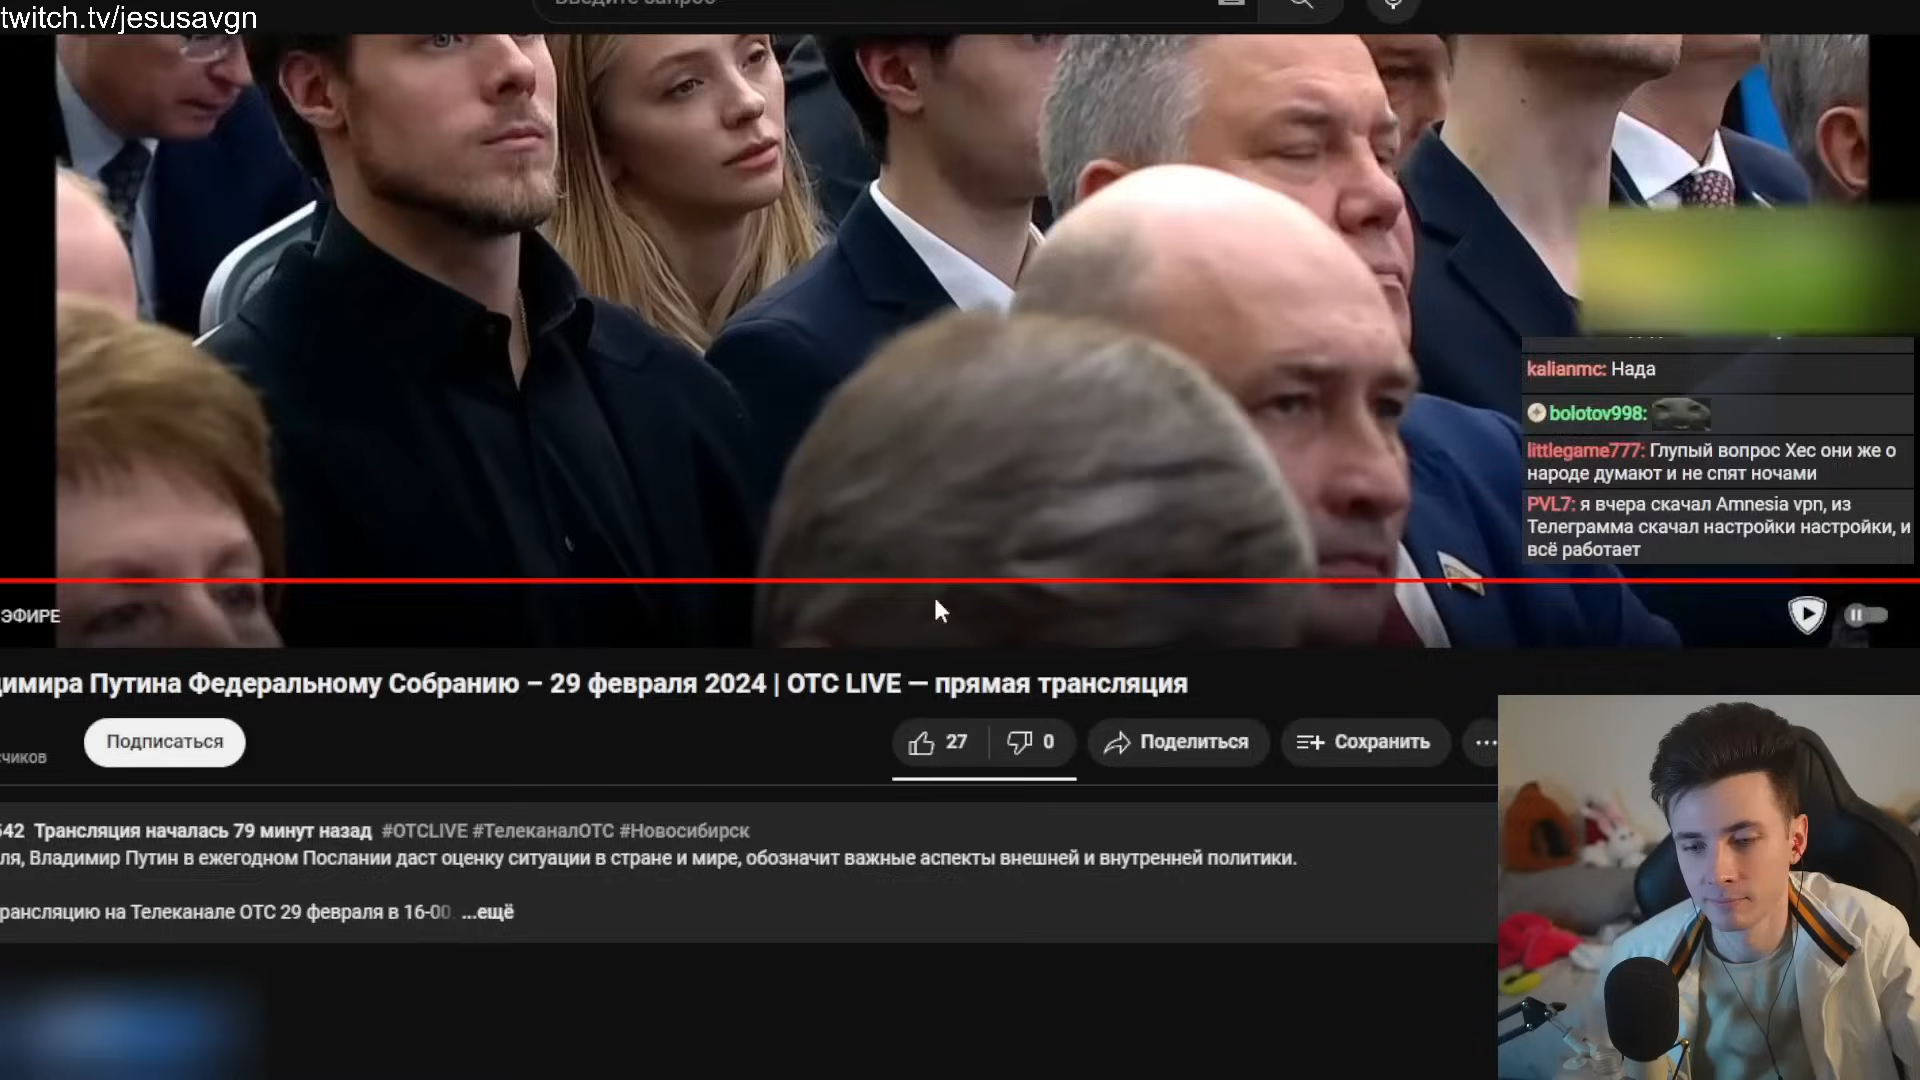 twitch.tv/jesusavgn
Введите запрос
kalianmc: Нада
bolotov998:
littlegame777: Глупый вопрос Хес они же о
народе думают и не спят ночами
PVL7: я вчера скачал Amnesia vpn, из
Телеграмма скачал настройки настройки, и
всё работает
ЭФИРЕ
имира Путина Федеральному Собранию – 29 февраля 2024 | ОТС LIVE — прямая трансляция
чиков
Подписаться
27
0
Поделиться
Сохранить
542 Трансляция началась 79 минут назад #ОТСLIVE #ТелеканалОТС #Новосибирск
ля, Владимир Путин в ежегодном Послании даст оценку ситуации в стране и мире, обозначит важные аспекты внешней и внутренней политики.
рансляцию на Телеканале ОТС 29 февраля в 16-00. ...ещё